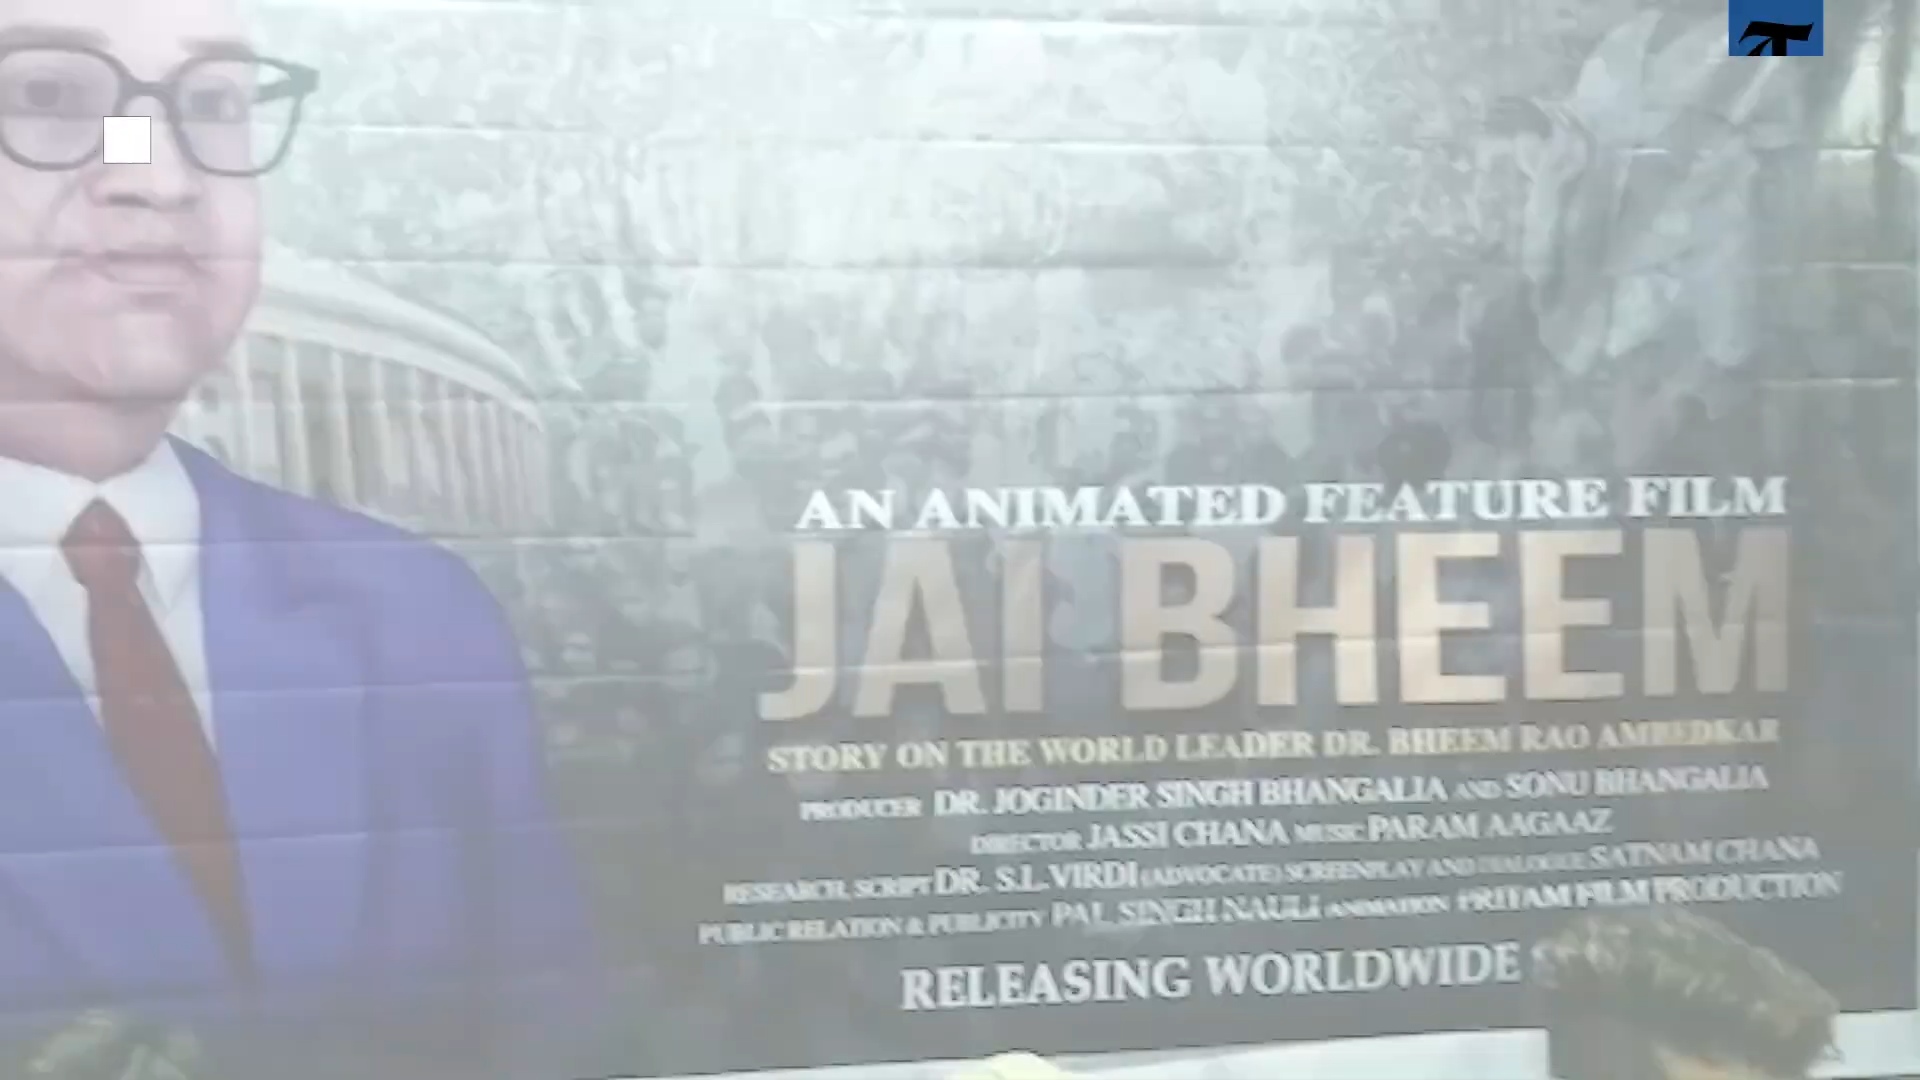 AN ANIMATED FEATURE FILM
JAI BHEEM
STORY ON THE WORLD LEADER DR. BHEEM RAO AMBEDKAR
PRODUCER DR. JOGINDER SINGH BHANGALIA AND SONU BHANGALIA
DIRECTOR JASSI CHANA MUSIC PARAM AAGAAZ
RESEARCH, SCRIPT DR. S.L. VIRDI (ADVOCATE) SCREENPLAY AND DIALOGUE SATNAM CHANA
PUBLIC RELATION & PUBLICITY PAL SINGH NAULI ANIMATION PRITAM FILM PRODUCTION
RELEASING WORLDWIDE